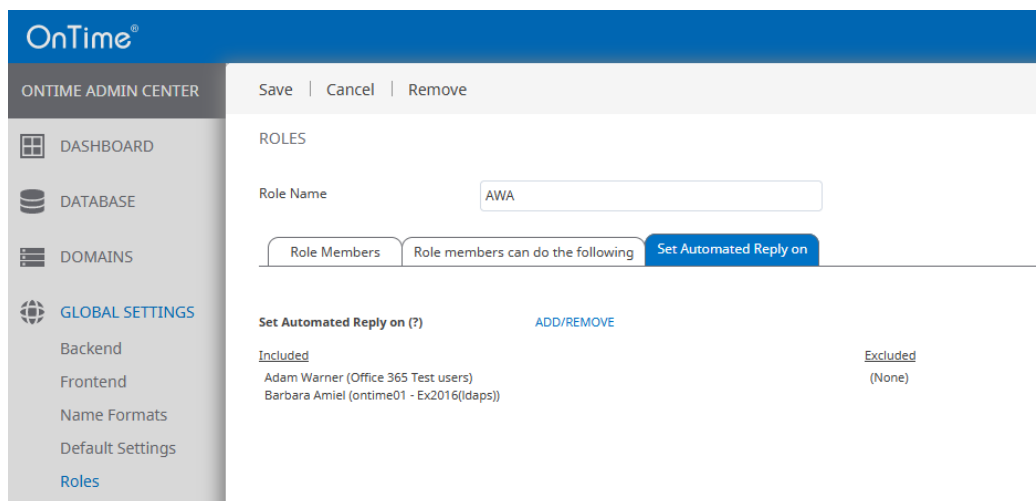 OnTime®
ONTIME ADMIN CENTER
Save | Cancel | Remove
DASHBOARD
DATABASE
DOMAINS
GLOBAL SETTINGS
Backend
Frontend
Name Formats
Default Settings
Roles
ROLES
Role Name AWA
Role Members Role members can do the following Set Automated Reply on
Set Automated Reply on (?) ADD/REMOVE
Included Excluded
Adam Warner (Office 365 Test users) (None)
Barbara Amiel (ontime01 - Ex2016(ldaps))